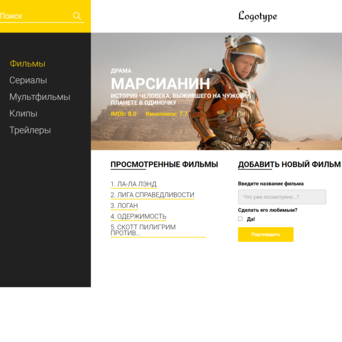 Поиск
Logotype
Фильмы
Сериалы
Мультфильмы
Клипы
Трейлеры
ДРАМА
МАРСИАНИН
ИСТОРИЯ ЧЕЛОВЕКА, ВЫЖИВШЕГО НА ЧУЖОЙ
ПЛАНЕТЕ В ОДИНОЧКУ
IMDb: 8.0 Кинопоиск: 7.7
ПРОСМОТРЕННЫЕ ФИЛЬМЫ
1. ЛА-ЛА ЛЭНД
2. ЛИГА СПРАВЕДЛИВОСТИ
3. ЛОГАН
4. ОДЕРЖИМОСТЬ
5. СКОТТ ПИЛИГРИМ
ПРОТИВ...
ДОБАВИТЬ НОВЫЙ ФИЛЬМ
Введите название фильма
Что уже посмотрено...?
Сделать его любимым?
Да!
Подтвердить